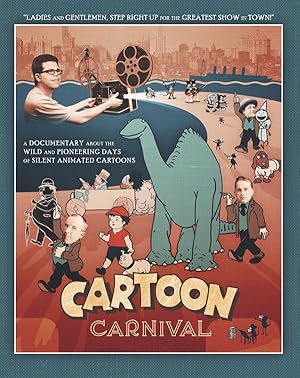 "Ladies and Gentlemen, step right up for the greatest show in town!"
A documentary about the
wild and pioneering days
of silent animated cartoons
CARTOON
CARNIVAL